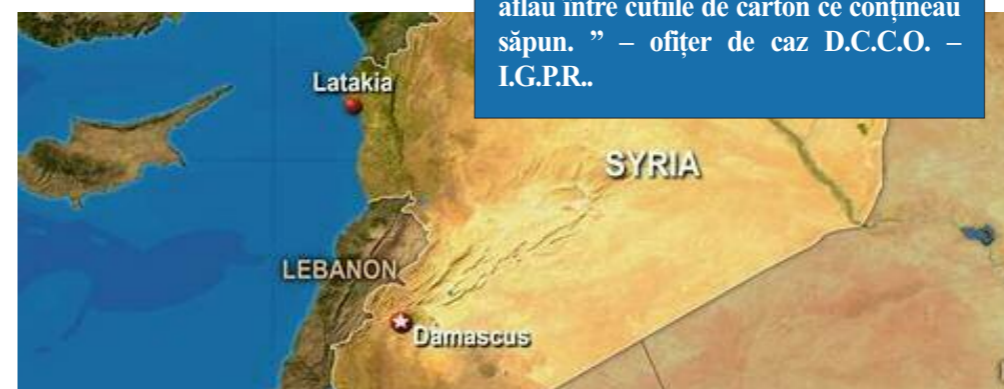 aflau între cutiile de carton ce conțineau
săpun. ” – ofițer de caz D.C.C.O. –
I.G.P.R..
Latakia
SYRIA
LEBANON
Damascus